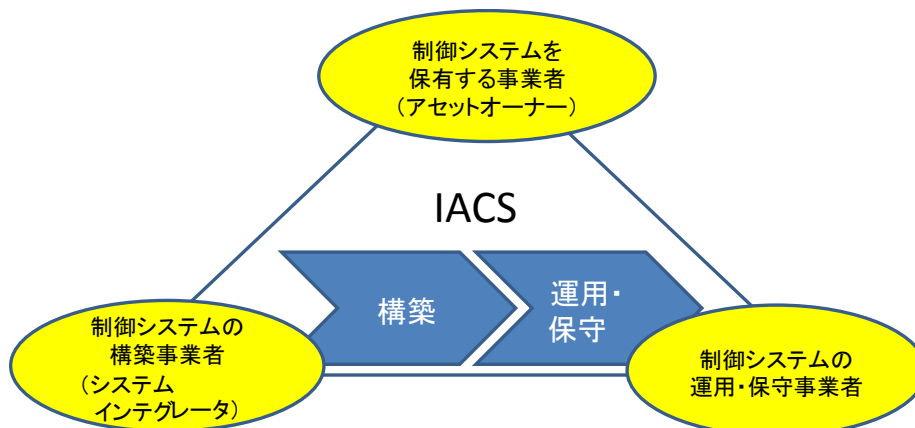 制御システムを
保有する事業者
（アセットオーナー）
IACS
構築
運用・
保守
制御システムの
構築事業者
（システム
インテグレータ）
制御システムの
運用・保守事業者